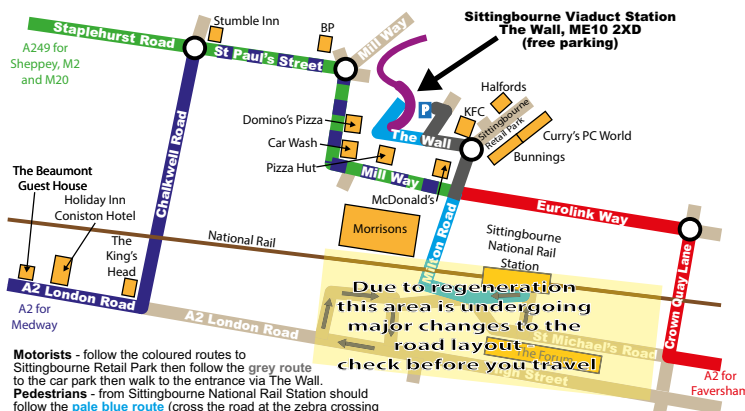 Sittingbourne Viaduct Station
The Wall, ME10 2XD
(free parking)
Stumble Inn
BP
Mill Way
Staplehurst Road
St Paul's Street
A249 for
Sheppey, M2
and M20
Halfords
KFC
P
Sittingbourne
Retail Park
Curry's PC World
Bunnings
Domino's Pizza
The Wall
Car Wash
Pizza Hut
Mill Way
McDonald's
Chalkwell Road
The Beaumont
Guest House
Holiday Inn
Coniston Hotel
The
King's
Head
National Rail
Morrisons
Milton Road
Eurolink Way
Sittingbourne
National Rail
Station
Crown Quay Lane
A2 London Road
A2 for
Medway
A2 London Road
Due to regeneration
this area is undergoing
major changes to the
road layout -
check before you travel
St Michael's Road
The Forum
High Street
A2 for
Faversham
Motorists - follow the coloured routes to
Sittingbourne Retail Park then follow the grey route
to the car park then walk to the entrance via The Wall.
Pedestrians - from Sittingbourne National Rail Station should
follow the pale blue route (cross the road at the zebra crossing